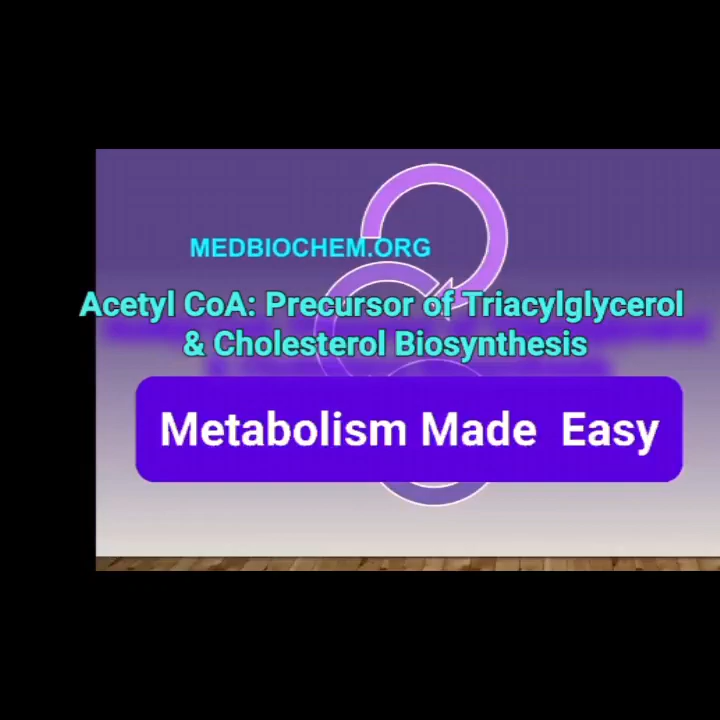 MEDBIOCHEM.ORG
Acetyl CoA: Precursor of Triacylglycerol
& Cholesterol Biosynthesis
Metabolism Made Easy